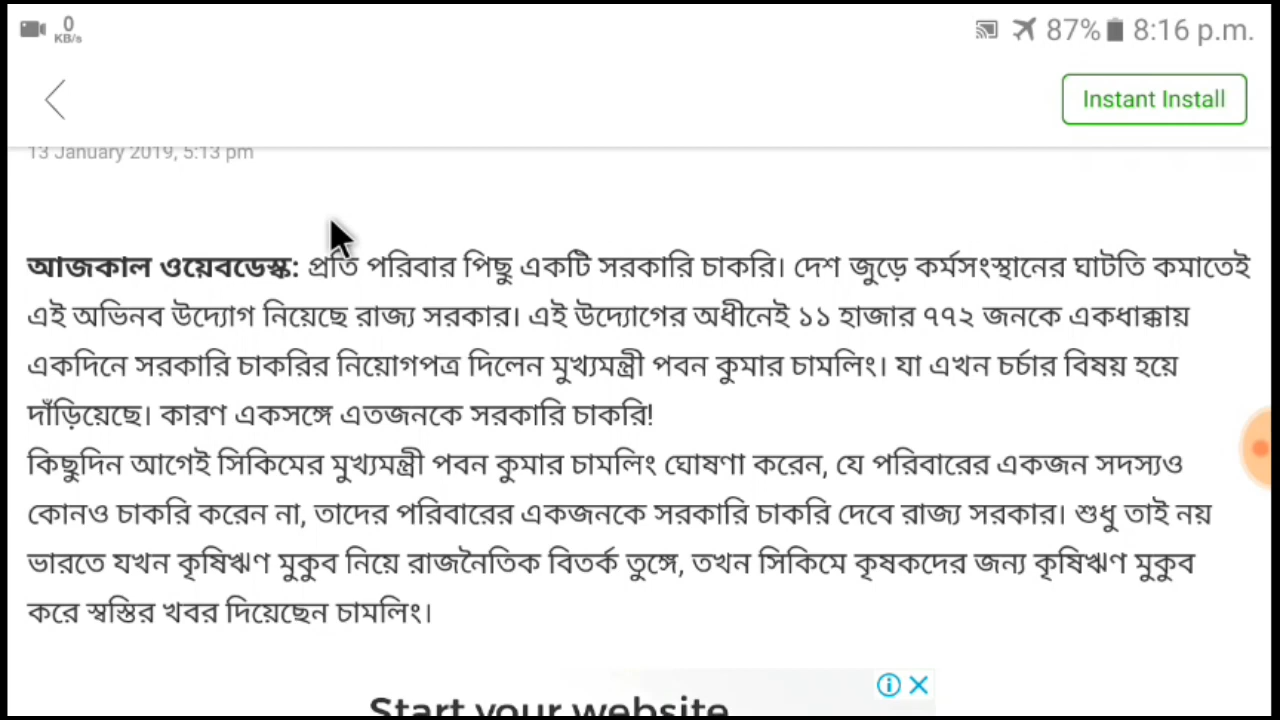 0
KB/s
87% 8:16 p.m.
Instant Install
13 January 2019, 5:13 pm
আজকাল ওয়েবডেস্ক: প্রতি পরিবার পিছু একটি সরকারি চাকরি। দেশ জুড়ে কর্মসংস্থানের ঘাটতি কমাতেই
এই অভিনব উদ্যোগ নিয়েছে রাজ্য সরকার। এই উদ্যোগের অধীনেই ১১ হাজার ৭৭২ জনকে একধাক্কায়
একদিনে সরকারি চাকরির নিয়োগপত্র দিলেন মুখ্যমন্ত্রী পবন কুমার চামলিং। যা এখন চর্চার বিষয় হয়ে
দাঁড়িয়েছে। কারণ একসঙ্গে এতজনকে সরকারি চাকরি!
কিছুদিন আগেই সিকিমের মুখ্যমন্ত্রী পবন কুমার চামলিং ঘোষণা করেন, যে পরিবারের একজন সদস্যও
কোনও চাকরি করেন না, তাদের পরিবারের একজনকে সরকারি চাকরি দেবে রাজ্য সরকার। শুধু তাই নয়
ভারতে যখন কৃষিঋণ মুকুব নিয়ে রাজনৈতিক বিতর্ক তুঙ্গে, তখন সিকিমে কৃষকদের জন্য কৃষিঋণ মুকুব
করে স্বস্তির খবর দিয়েছেন চামলিং।
Start your website